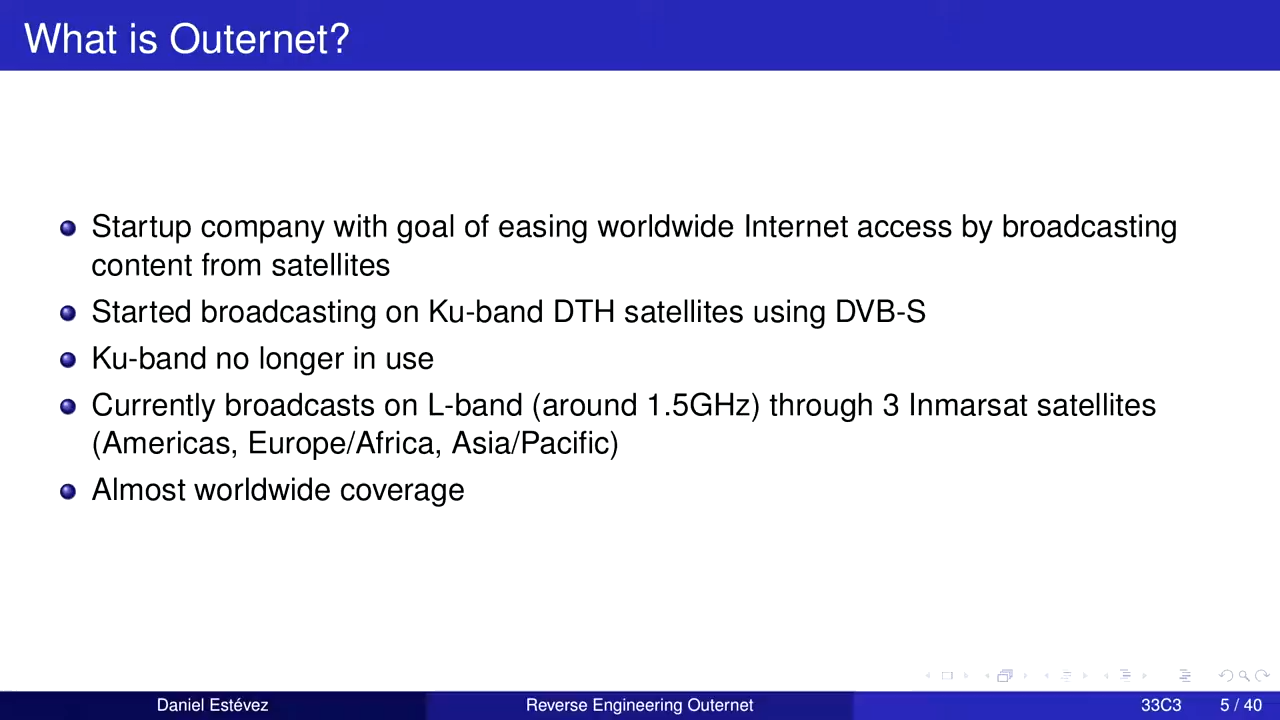 What is Outernet?
Startup company with goal of easing worldwide Internet access by broadcasting
content from satellites
Started broadcasting on Ku-band DTH satellites using DVB-S
Ku-band no longer in use
Currently broadcasts on L-band (around 1.5GHz) through 3 Inmarsat satellites
(Americas, Europe/Africa, Asia/Pacific)
Almost worldwide coverage
Daniel Estévez
Reverse Engineering Outernet
33C3
5 / 40